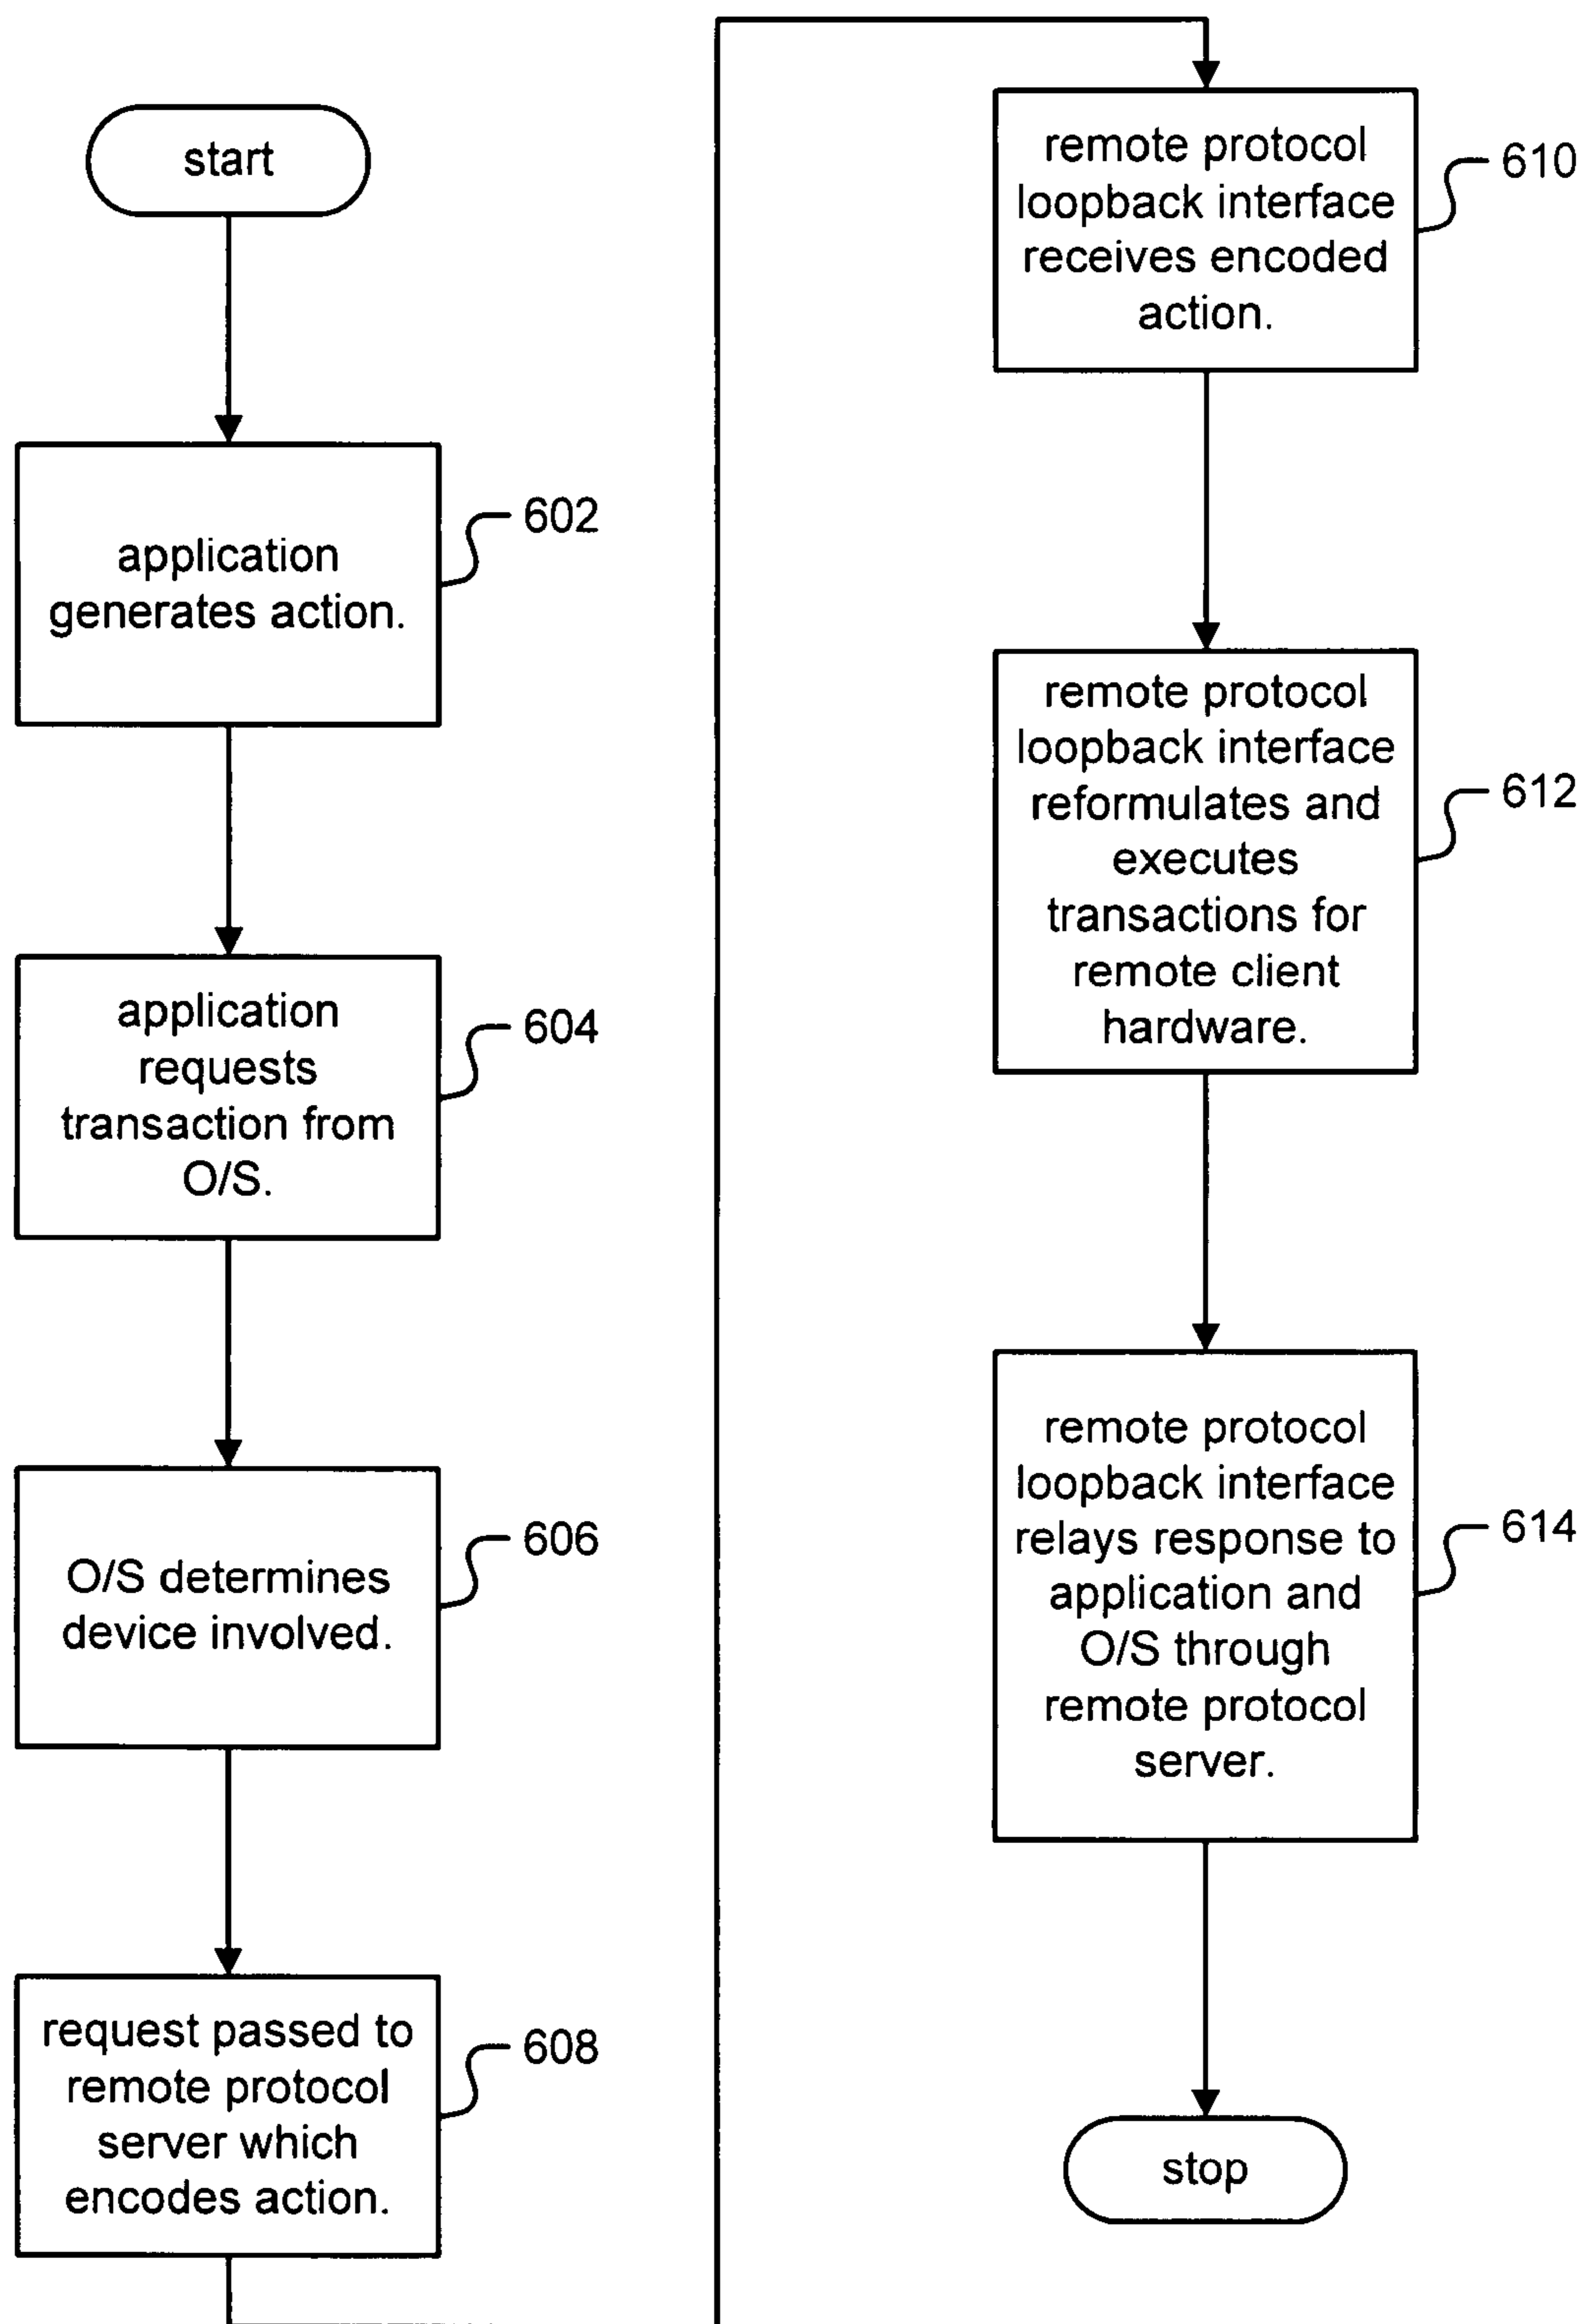 start
application
generates action.
602
application
requests
transaction from
O/S.
604
O/S determines
device involved.
606
request passed to
remote protocol
server which
encodes action.
608
remote protocol
loopback interface
receives encoded
action.
610
remote protocol
loopback interface
reformulates and
executes
transactions for
remote client
hardware.
612
remote protocol
loopback interface
relays response to
application and
O/S through
remote protocol
server.
614
stop